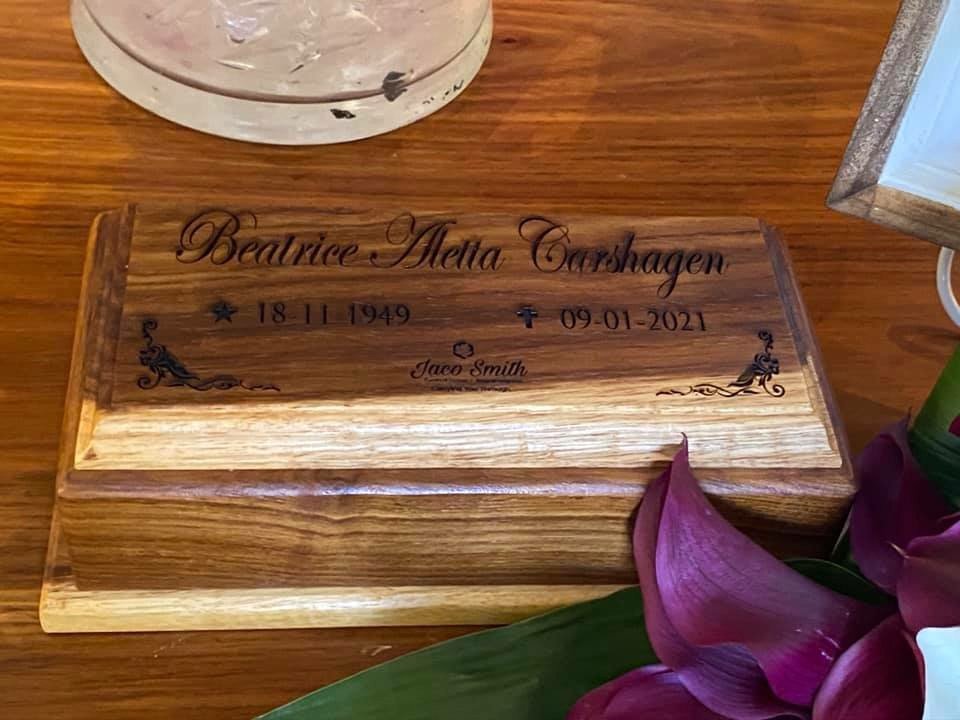 Beatrice Aletta Carshagen
18-11 1949 09-01-2021
Jaco Smith